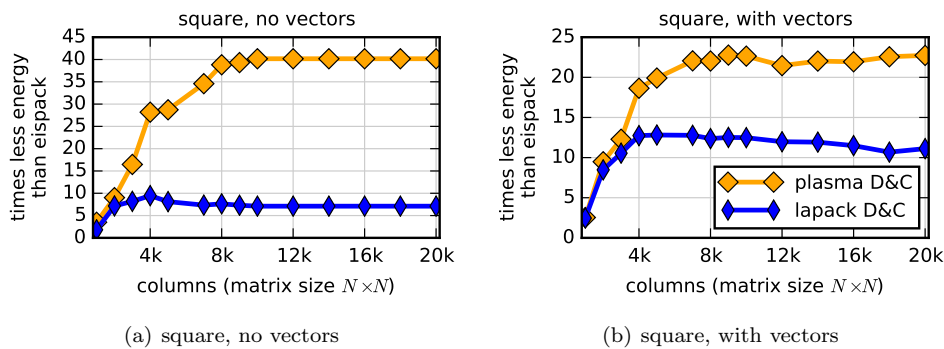 square, no vectors
times less energy
than eispack
45
40
35
30
25
20
15
10
5
0
4k 8k 12k 16k 20k
columns (matrix size N×N)
(a) square, no vectors
square, with vectors
times less energy
than eispack
25
20
15
10
5
0
plasma D&C
lapack D&C
4k 8k 12k 16k 20k
columns (matrix size N×N)
(b) square, with vectors